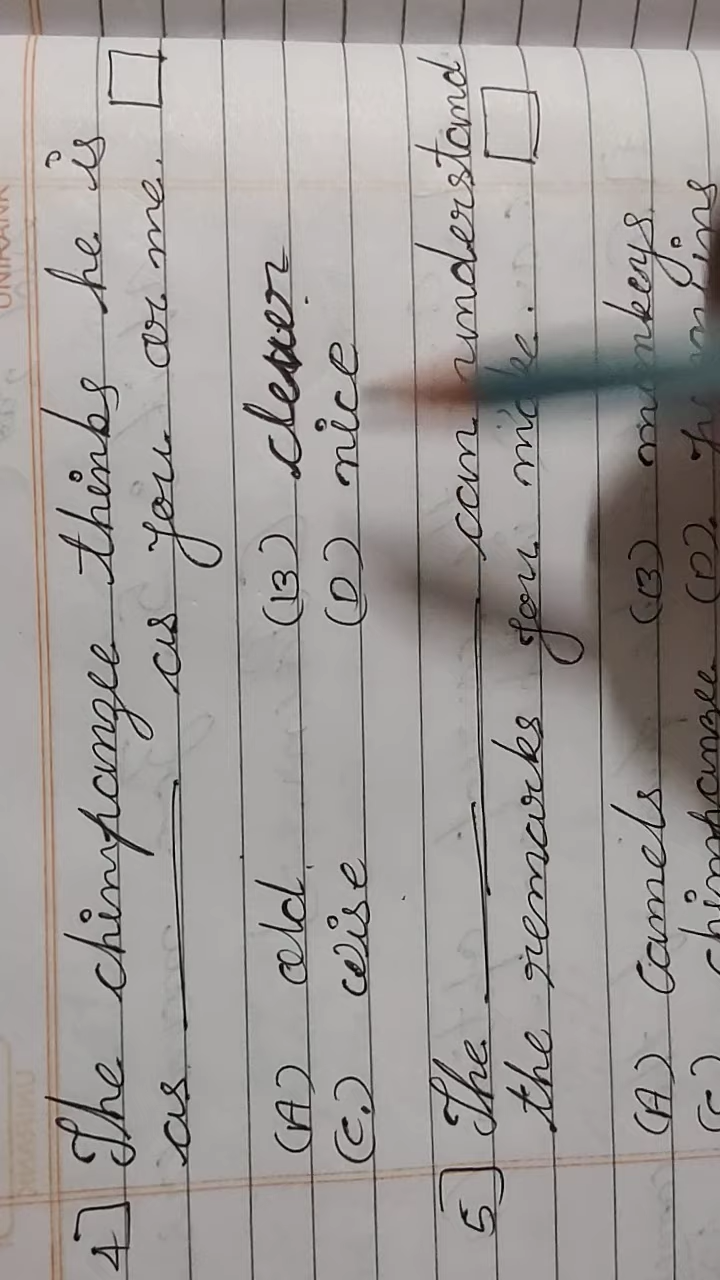 4] The chimpanzee thinks he is
as ______ as you or me.
(A) old (B) clever
(C.) wise (D) nice
5] The ______ can understand
the remarks you make.
(A) Camels (B) monkeys
(C.) chimpanzee (D)